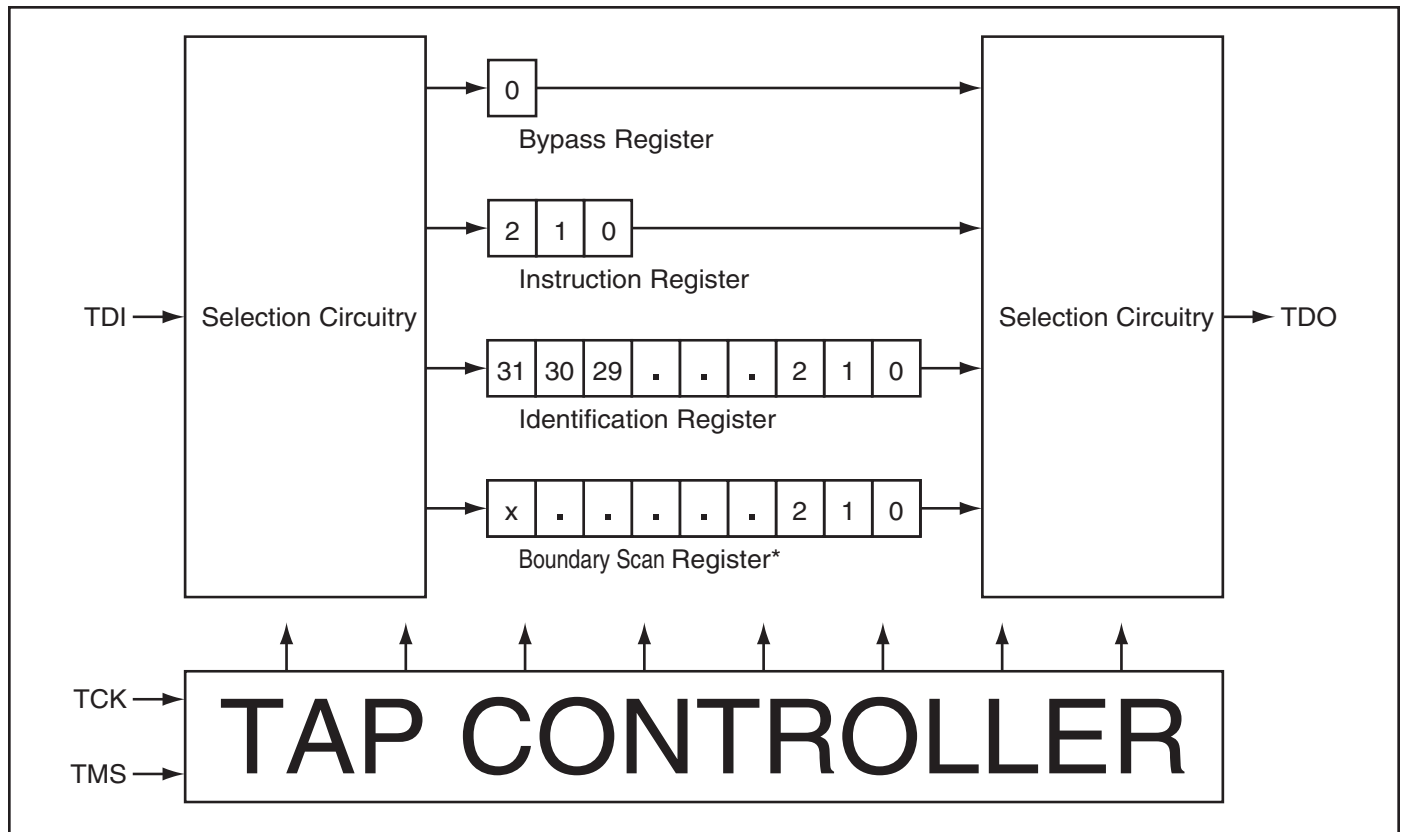 0
Bypass Register
2 1 0
Instruction Register
TDI
Selection Circuitry
Selection Circuitry
TDO
31 30 29 . . . 2 1 0
Identification Register
x . . . . . 2 1 0
Boundary Scan Register*
TCK
TMS
TAP CONTROLLER